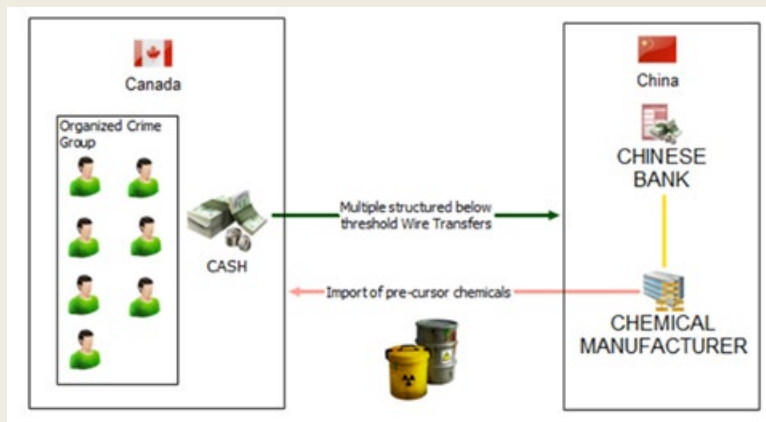 Canada
China
Organized Crime
Group
CHINESE
BANK
Multiple structured below
threshold Wire Transfers
CASH
Import of pre-cursor chemicals
CHEMICAL
MANUFACTURER